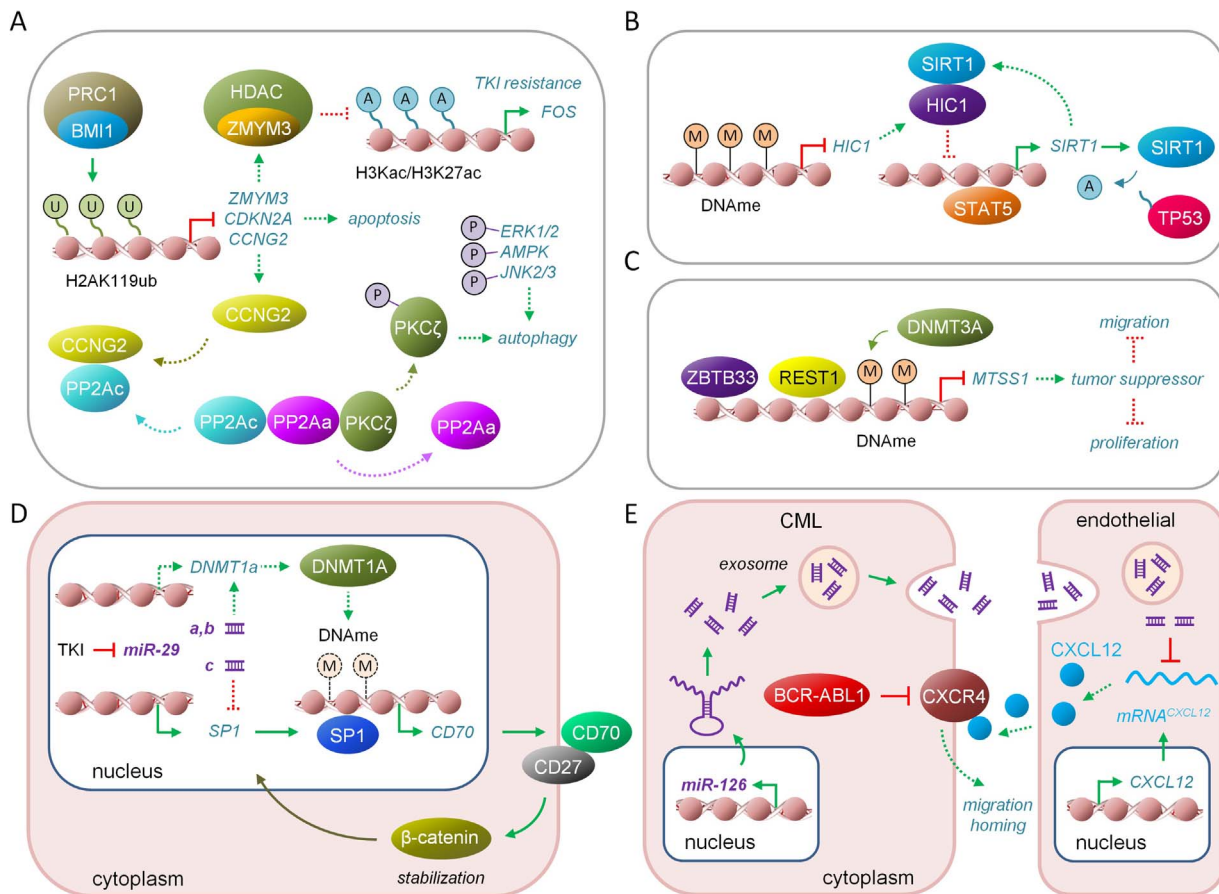 A
PRC1
BMI1
HDAC
ZMYM3
A A A
TKI resistance
FOS
H3Kac/H3K27ac
U U U
H2AK119ub
ZMYM3
CDKN2A
CCNG2
apoptosis
P ERK1/2
P AMPK
P JNK2/3
autophagy
CCNG2
P
PKCζ
CCNG2
PP2Ac
PP2Ac
PP2Aa
PKCζ
PP2Aa
B
SIRT1
HIC1
M M M
HIC1
DNAme
SIRT1
SIRT1
A
STAT5
TP53
C
DNMT3A
migration
ZBTB33
REST1
M M
MTSS1
tumor suppressor
DNAme
proliferation
D
DNMT1a
DNMT1A
a,b
DNAme
TKI
miR-29
c
M M
SP1
SP1
CD70
CD70
CD27
nucleus
β-catenin
stabilization
cytoplasm
E
CML
endothelial
exosome
CXCL12
BCR-ABL1
CXCR4
mRNA^CXCL12
miR-126
nucleus
migration
homing
CXCL12
nucleus
cytoplasm